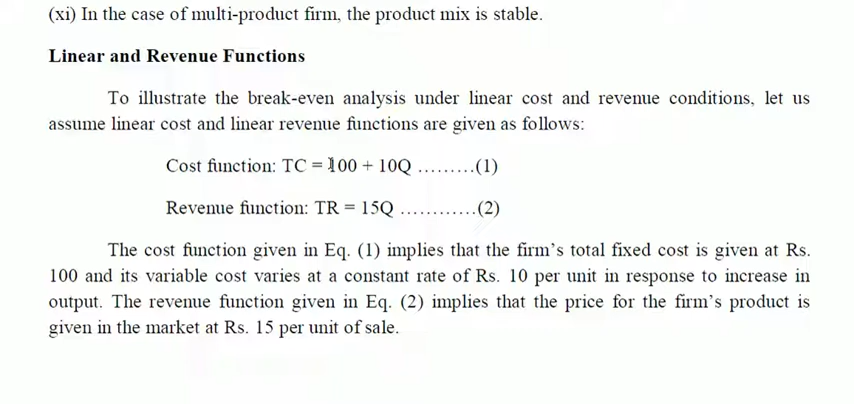 (xi) In the case of multi-product firm, the product mix is stable.
Linear and Revenue Functions
To illustrate the break-even analysis under linear cost and revenue conditions, let us
assume linear cost and linear revenue functions are given as follows:
Cost function: TC = 100 + 10Q .........(1)
Revenue function: TR = 15Q ............(2)
The cost function given in Eq. (1) implies that the firm's total fixed cost is given at Rs.
100 and its variable cost varies at a constant rate of Rs. 10 per unit in response to increase in
output. The revenue function given in Eq. (2) implies that the price for the firm's product is
given in the market at Rs. 15 per unit of sale.